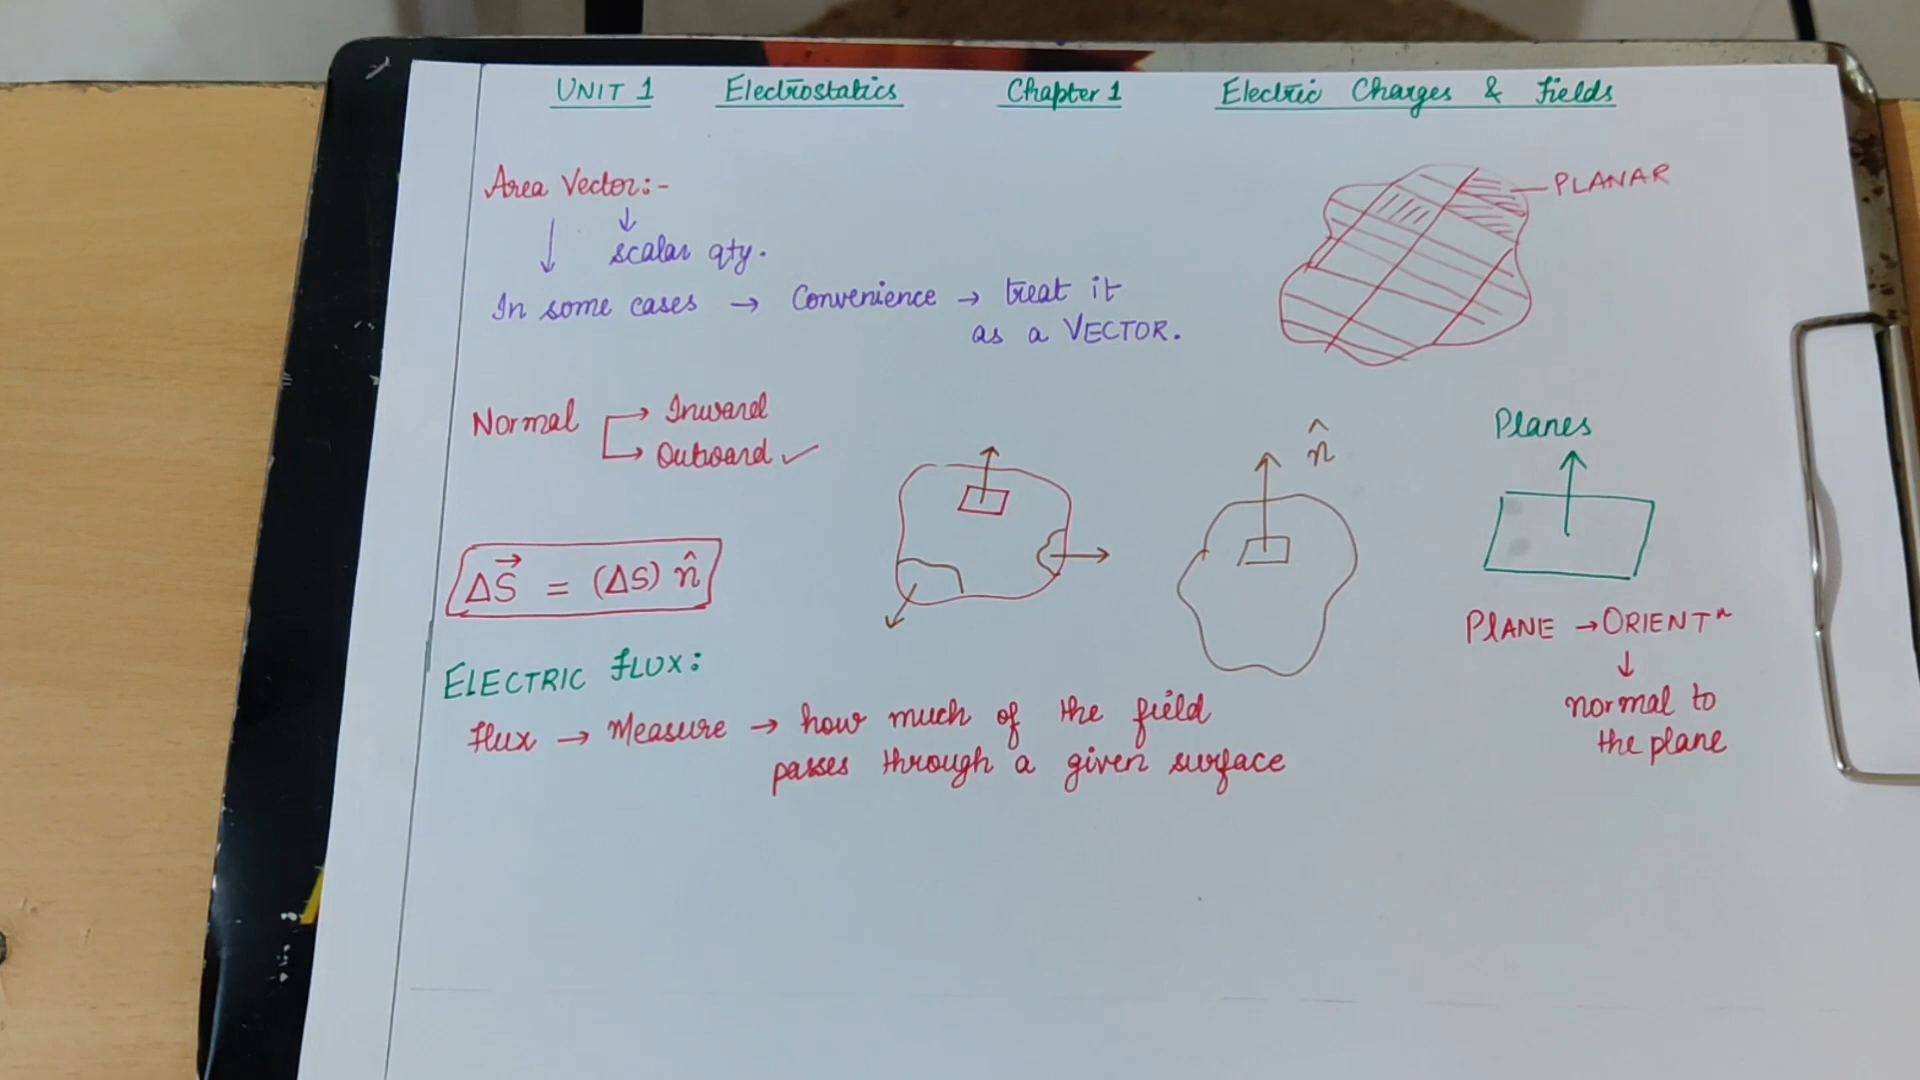 UNIT 1 Electrostatics Chapter 1 Electric Charges & Fields
Area Vector:-
↓ ↓
scalar qty.
In some cases → Convenience → treat it
as a VECTOR.
PLANAR
Normal → Inward
→ Outward ✓
ΔS⃗ = (ΔS) n̂
n̂
Planes
PLANE → ORIENTⁿ
↓
normal to
the plane
ELECTRIC FLUX:
Flux → Measure → how much of the field
passes through a given surface